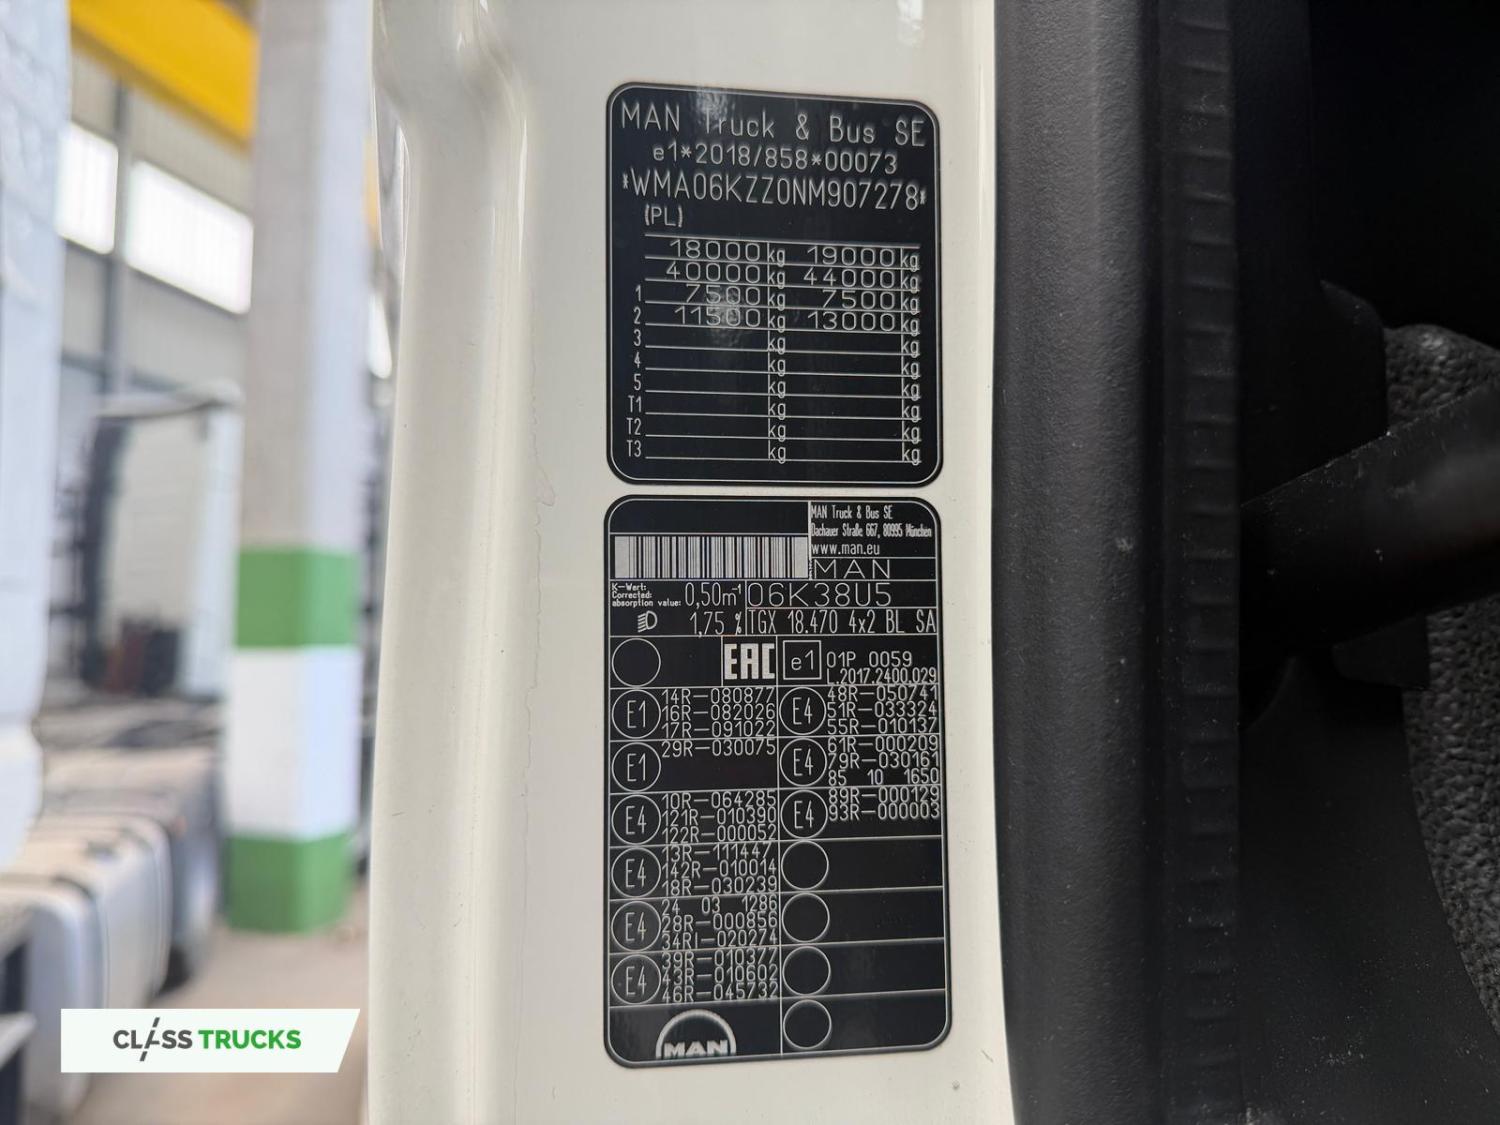 MAN Truck & Bus SE
e1*2018/858*00073
*WMA06KZZ0NM907278*
(PL)
18000 kg 19000 kg
40000 kg 44000 kg
1 7500 kg 7500 kg
2 11500 kg 13000 kg
3 kg kg
4 kg kg
5 kg kg
T1 kg kg
T2 kg kg
T3 kg kg
MAN Truck & Bus SE
Dachauer Straße 667, 80995 München
www.man.eu
MAN
K-Wert:
Corrected
absorption value: 0,50m⁻¹ 06K38U5
1,75 % TGX 18.470 4x2 BL SA
EAC e1 01P 0059
L.2017.2400.029
E1 14R-080877
16R-082026
17R-091022
E4 48R-050741
51R-033324
55R-010137
E1 29R-030075
E4 61R-000209
79R-030161
85 10 1650
E4 10R-064285
121R-010390
122R-000052
E4 89R-000129
93R-000003
E4 13R-111447
142R-010014
18R-030239
E4 24 03 1286
28R-000856
34RI-020274
E4 39R-010377
43R-010602
46R-045732
MAN
CLASS TRUCKS